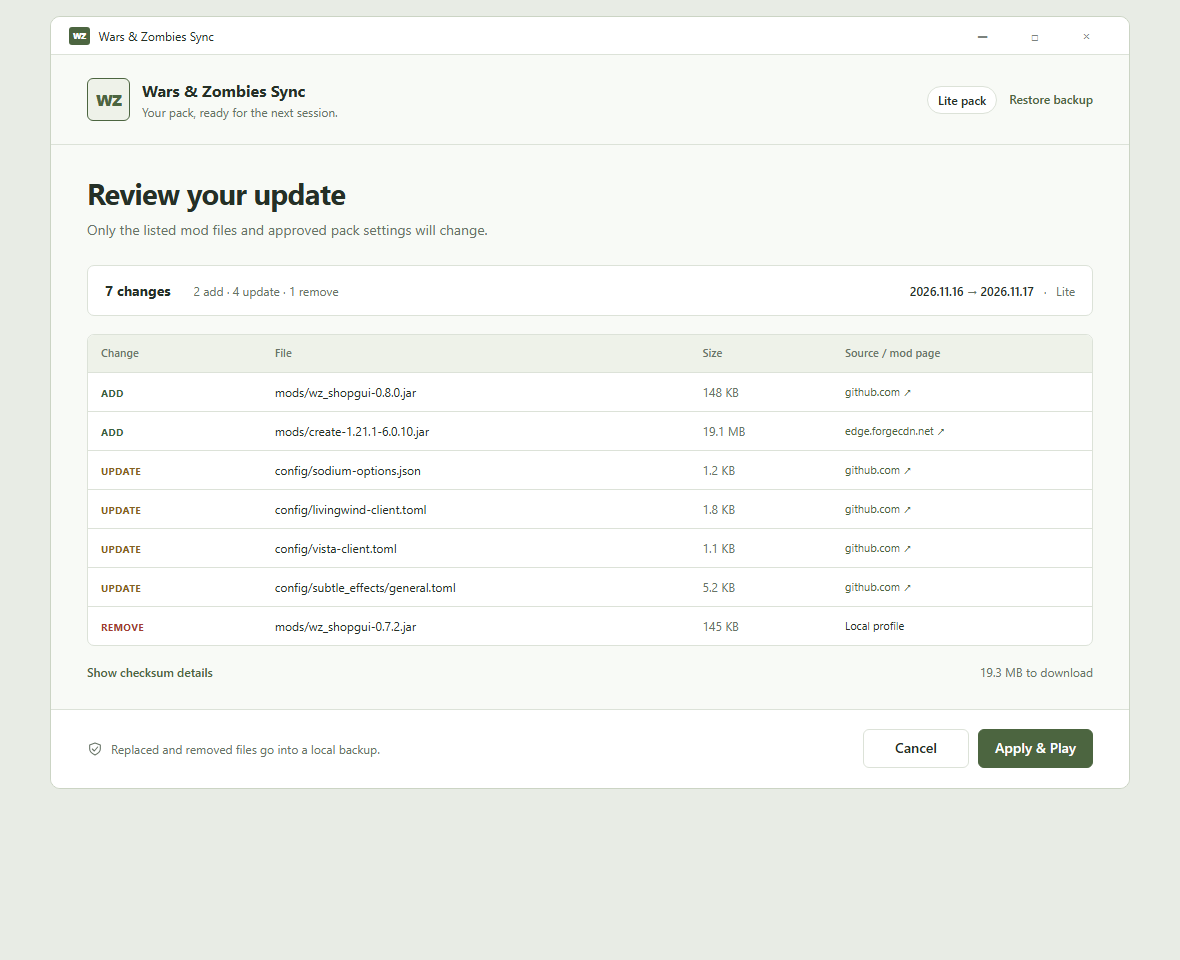 WZ Wars & Zombies Sync
WZ Wars & Zombies Sync
Your pack, ready for the next session.
Lite pack Restore backup
Review your update
Only the listed mod files and approved pack settings will change.
7 changes 2 add · 4 update · 1 remove 2026.11.16 → 2026.11.17 · Lite
Change File Size Source / mod page
ADD mods/wz_shopgui-0.8.0.jar 148 KB github.com ↗
ADD mods/create-1.21.1-6.0.10.jar 19.1 MB edge.forgecdn.net ↗
UPDATE config/sodium-options.json 1.2 KB github.com ↗
UPDATE config/livingwind-client.toml 1.8 KB github.com ↗
UPDATE config/vista-client.toml 1.1 KB github.com ↗
UPDATE config/subtle_effects/general.toml 5.2 KB github.com ↗
REMOVE mods/wz_shopgui-0.7.2.jar 145 KB Local profile
Show checksum details 19.3 MB to download
Replaced and removed files go into a local backup. Cancel Apply & Play